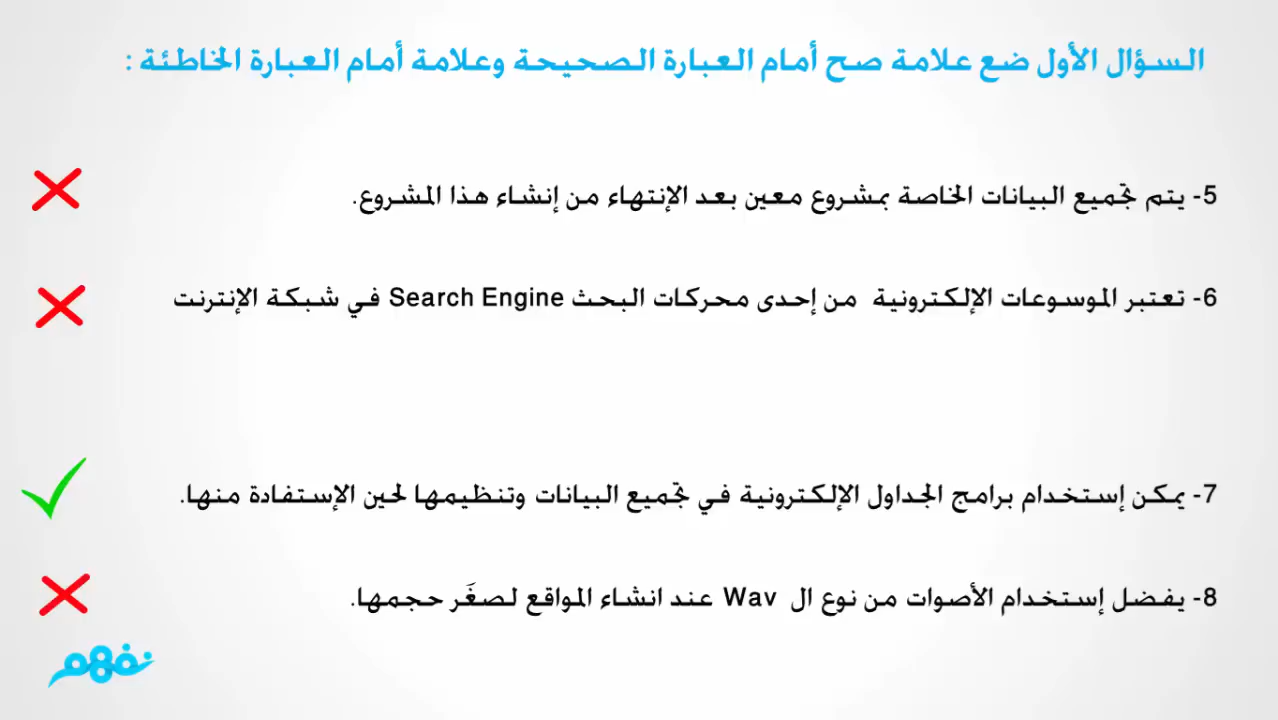 السؤال الأول ضع علامة صح أمام العبارة الصحيحة وعلامة أمام العبارة الخاطئة :
5- يتم تجميع البيانات الخاصة بمشروع معين بعد الإنتهاء من إنشاء هذا المشروع.
6- تعتبر الموسوعات الإلكترونية من إحدى محركات البحث Search Engine في شبكة الإنترنت
7- يمكن إستخدام برامج الجداول الإلكترونية في تجميع البيانات وتنظيمها لحين الإستفادة منها.
8- يفضل إستخدام الأصوات من نوع ال Wav عند انشاء المواقع لصغَر حجمها.
نفهم